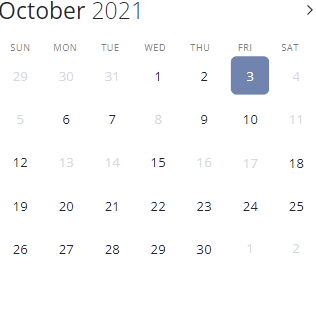 October 2021 >
SUN MON TUE WED THU FRI SAT
29 30 31 1 2 3 4
5 6 7 8 9 10 11
12 13 14 15 16 17 18
19 20 21 22 23 24 25
26 27 28 29 30 1 2